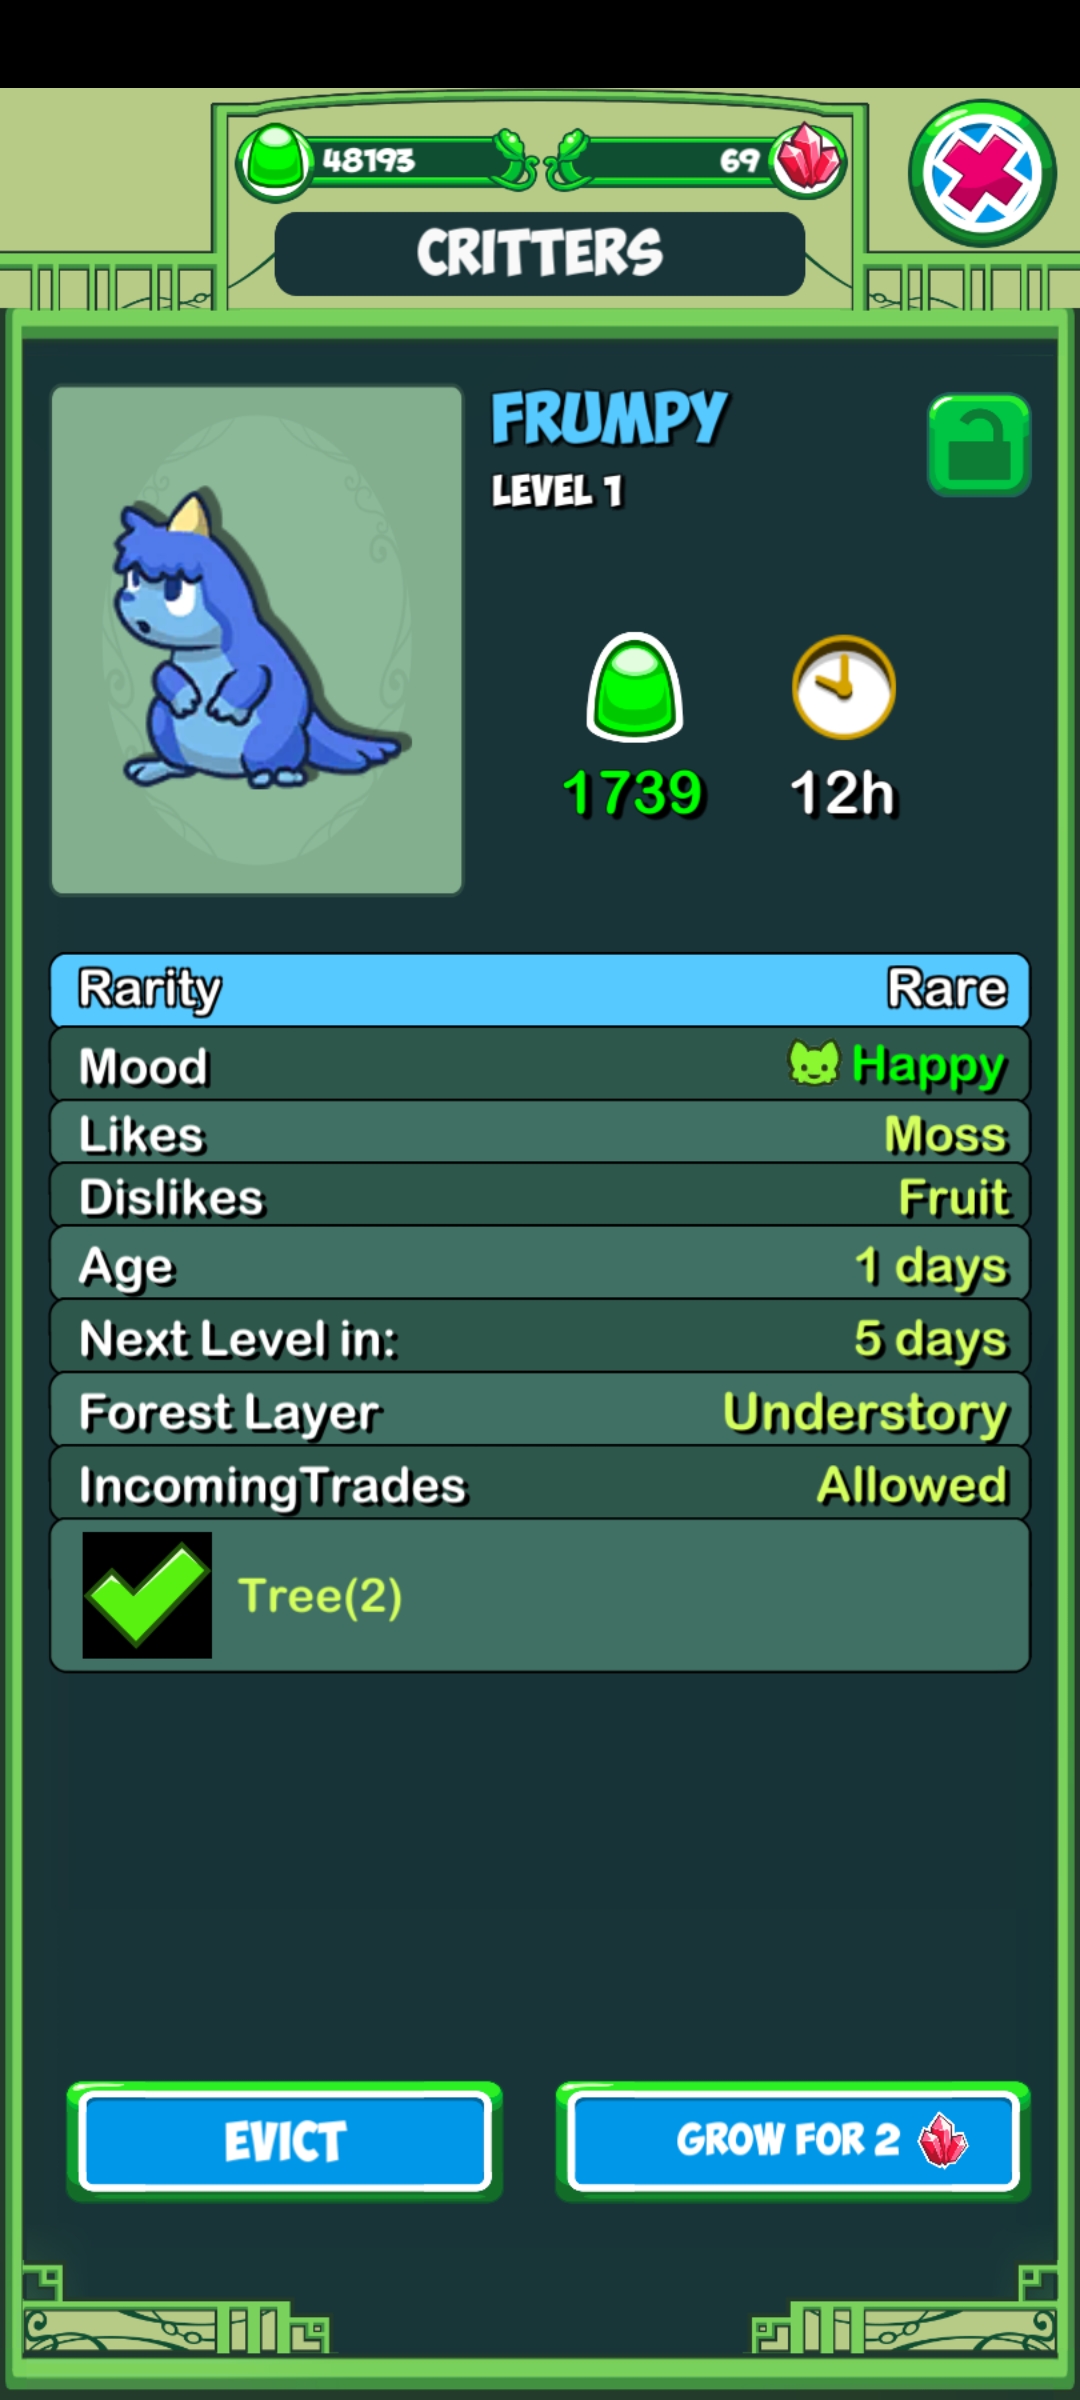 48193
69
CRITTERS
FRUMPY
LEVEL 1
1739
12h
Rarity Rare
Mood Happy
Likes Moss
Dislikes Fruit
Age 1 days
Next Level in: 5 days
Forest Layer Understory
IncomingTrades Allowed
Tree(2)
EVICT
GROW FOR 2